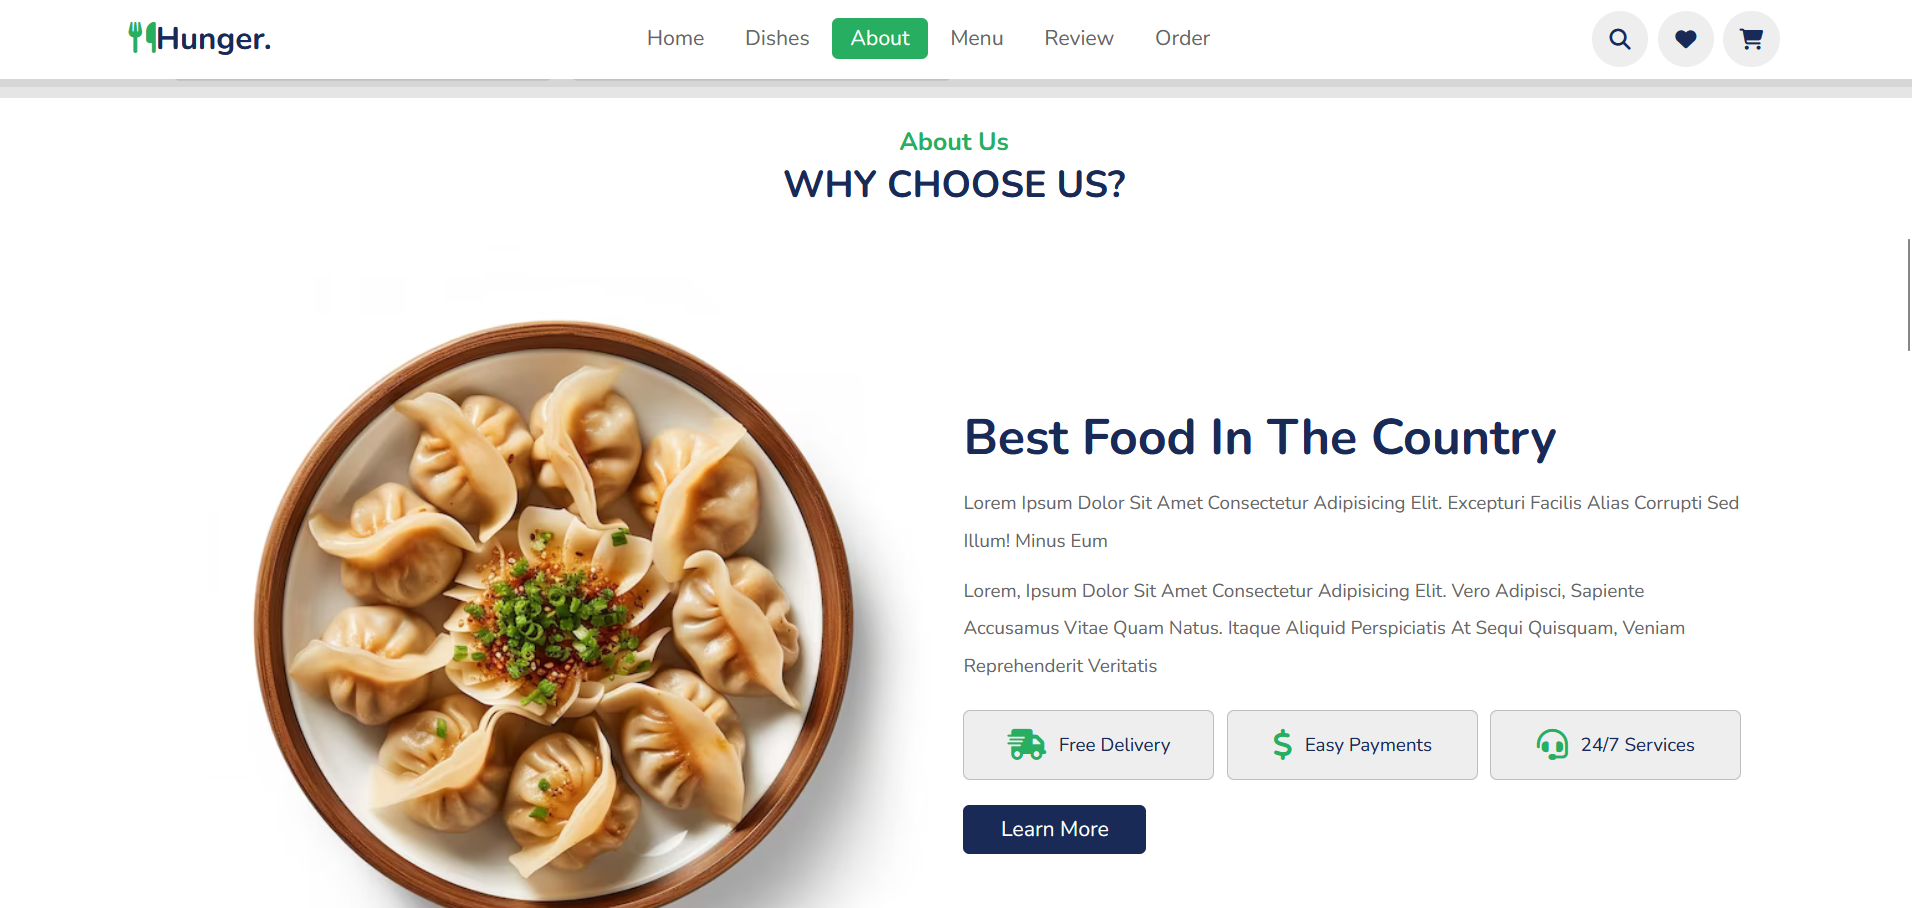 Hunger.
Home Dishes About Menu Review Order
About Us
WHY CHOOSE US?
Best Food In The Country
Lorem Ipsum Dolor Sit Amet Consectetur Adipisicing Elit. Excepturi Facilis Alias Corrupti Sed
Illum! Minus Eum
Lorem, Ipsum Dolor Sit Amet Consectetur Adipisicing Elit. Vero Adipisci, Sapiente
Accusamus Vitae Quam Natus. Itaque Aliquid Perspiciatis At Sequi Quisquam, Veniam
Reprehenderit Veritatis
Free Delivery
$ Easy Payments
24/7 Services
Learn More